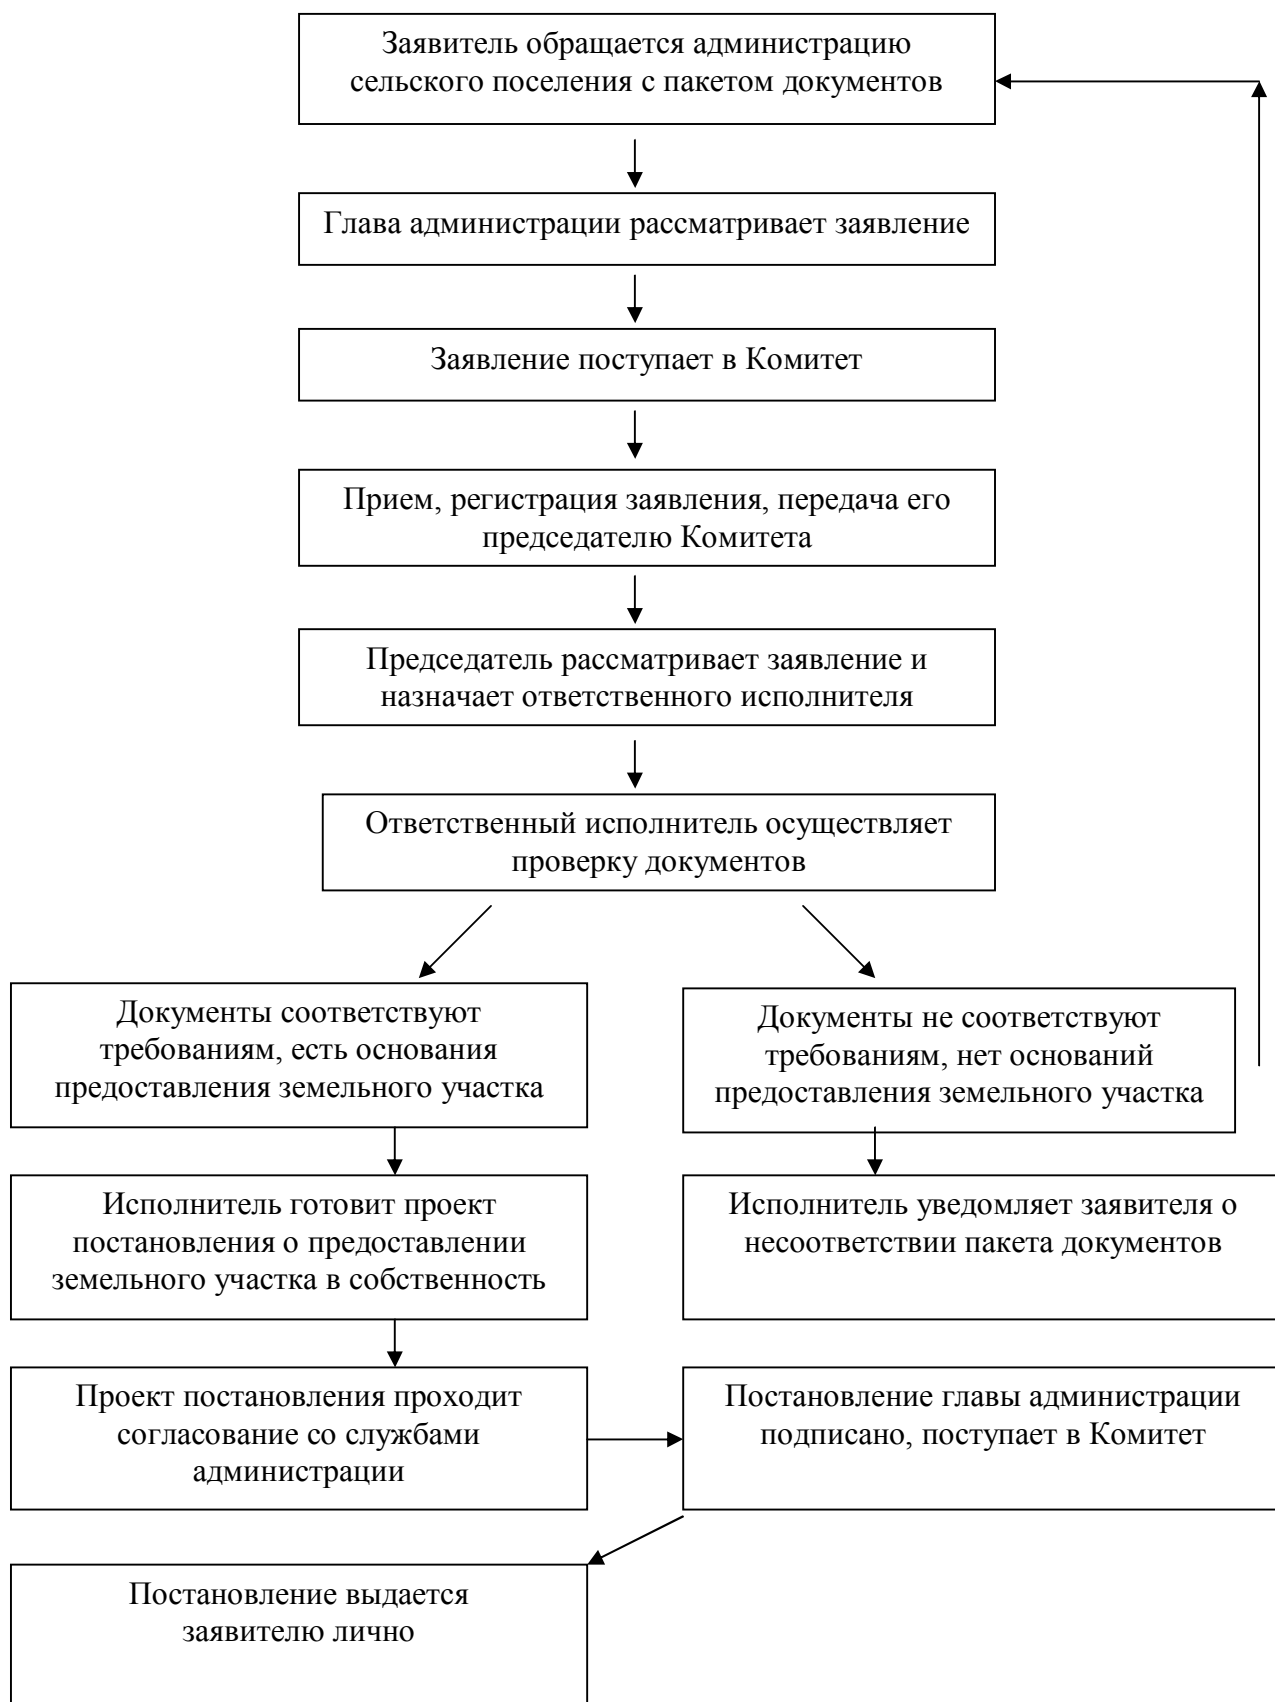 Заявитель обращается администрацию
сельского поселения с пакетом документов
Глава администрации рассматривает заявление
Заявление поступает в Комитет
Прием, регистрация заявления, передача его
председателю Комитета
Председатель рассматривает заявление и
назначает ответственного исполнителя
Ответственный исполнитель осуществляет
проверку документов
Документы соответствуют
требованиям, есть основания
предоставления земельного участка
Документы не соответствуют
требованиям, нет оснований
предоставления земельного участка
Исполнитель готовит проект
постановления о предоставлении
земельного участка в собственность
Исполнитель уведомляет заявителя о
несоответствии пакета документов
Проект постановления проходит
согласование со службами
администрации
Постановление главы администрации
подписано, поступает в Комитет
Постановление выдается
заявителю лично